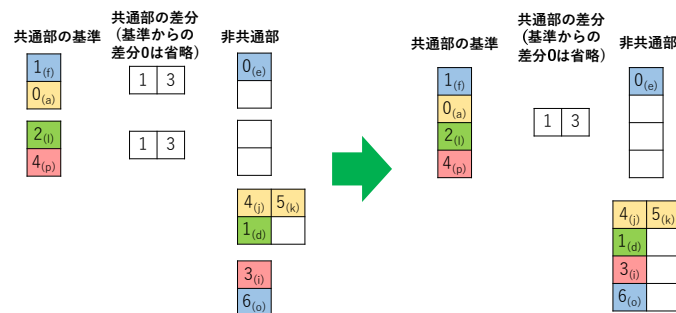 共通部の基準
共通部の差分
(基準からの
差分0は省略)
非共通部
1(f)
0(a)
1 3
0(e)
2(l)
4(p)
1 3
4(j) 5(k)
1(d)
3(i)
6(o)
共通部の基準
共通部の差分
(基準からの
差分0は省略)
非共通部
1(f)
0(a)
2(l)
4(p)
1 3
0(e)
4(j) 5(k)
1(d)
3(i)
6(o)